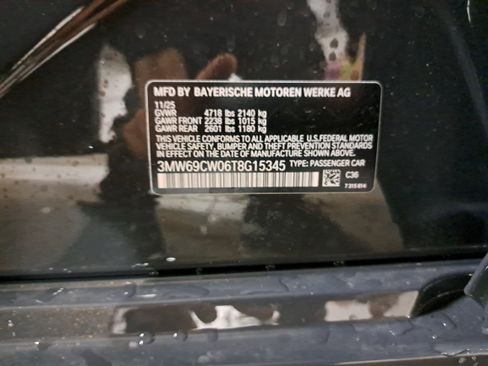 MFD BY BAYERISCHE MOTOREN WERKE AG
11/25
GVWR 4718 lbs 2140 kg
GAWR FRONT 2238 lbs 1015 kg
GAWR REAR 2601 lbs 1180 kg
THIS VEHICLE CONFORMS TO ALL APPLICABLE U.S.FEDERAL MOTOR
VEHICLE SAFETY, BUMPER AND THEFT PREVENTION STANDARDS
IN EFFECT ON THE DATE OF MANUFACTURE SHOWN ABOVE.
3MW69CW06T8G15345 TYPE: PASSENGER CAR
C36
7315814